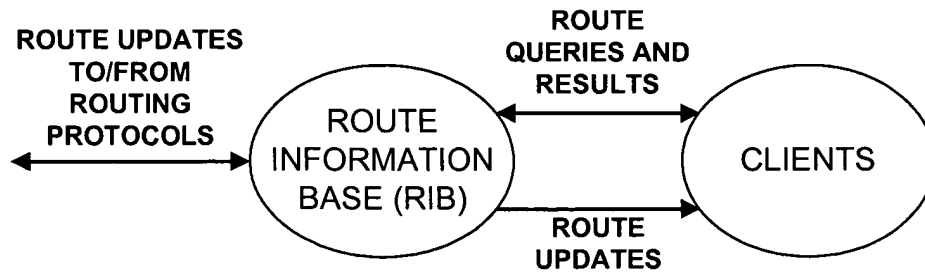 ROUTE UPDATES
TO/FROM
ROUTING
PROTOCOLS
ROUTE
INFORMATION
BASE (RIB)
ROUTE
QUERIES AND
RESULTS
ROUTE
UPDATES
CLIENTS